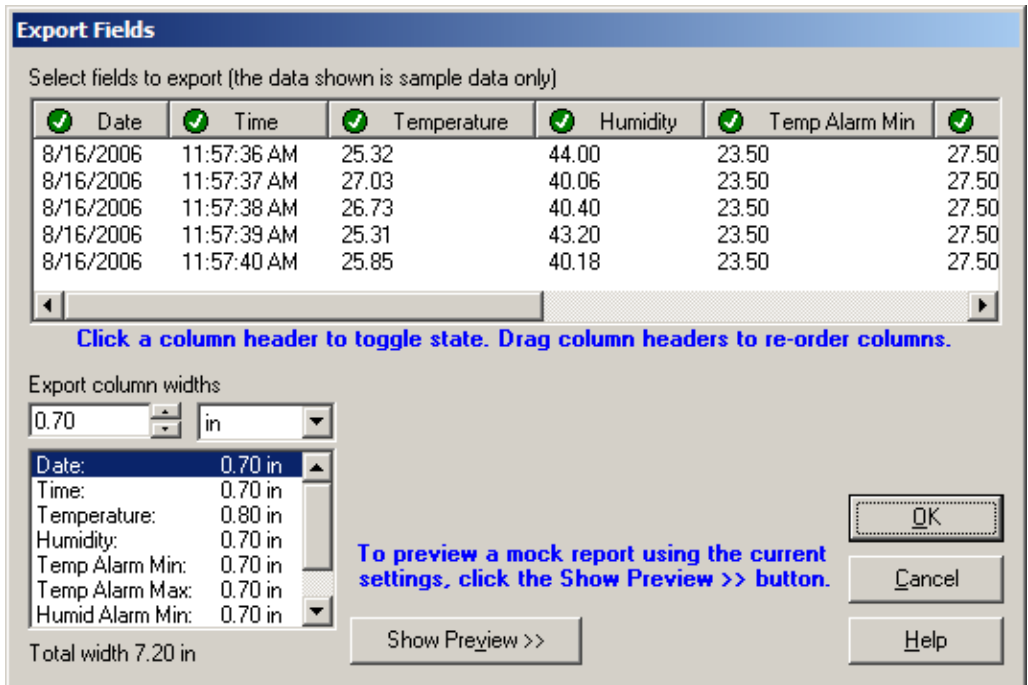 Export Fields
Select fields to export (the data shown is sample data only)
Date Time Temperature Humidity Temp Alarm Min
8/16/2006 11:57:36 AM 25.32 44.00 23.50 27.50
8/16/2006 11:57:37 AM 27.03 40.06 23.50 27.50
8/16/2006 11:57:38 AM 26.73 40.40 23.50 27.50
8/16/2006 11:57:39 AM 25.31 43.20 23.50 27.50
8/16/2006 11:57:40 AM 25.85 40.18 23.50 27.50
Click a column header to toggle state. Drag column headers to re-order columns.
Export column widths
0.70 in
Date: 0.70 in
Time: 0.70 in
Temperature: 0.80 in
Humidity: 0.70 in
Temp Alarm Min: 0.70 in
Temp Alarm Max: 0.70 in
Humid Alarm Min: 0.70 in
Total width 7.20 in
To preview a mock report using the current
settings, click the Show Preview >> button.
Show Preview >>
OK
Cancel
Help